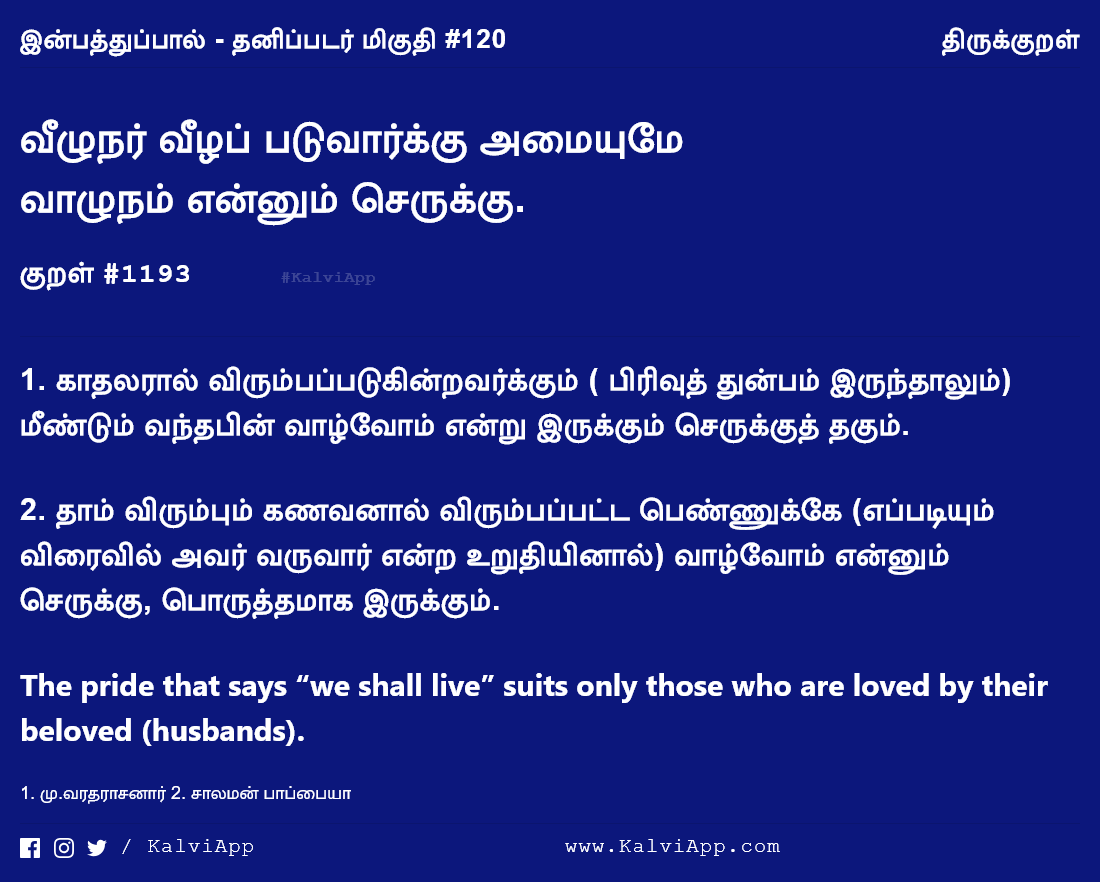 இன்பத்துப்பால் - தனிப்படர் மிகுதி #120 திருக்குறள்
வீழுநர் வீழப் படுவார்க்கு அமையுமே
வாழுநம் என்னும் செருக்கு.
குறள் #1193 #KalviApp
1. காதலரால் விரும்பப்படுகின்றவர்க்கும் ( பிரிவுத் துன்பம் இருந்தாலும்)
மீண்டும் வந்தபின் வாழ்வோம் என்று இருக்கும் செருக்குத் தகும்.
2. தாம் விரும்பும் கணவனால் விரும்பப்பட்ட பெண்ணுக்கே (எப்படியும்
விரைவில் அவர் வருவார் என்ற உறுதியினால்) வாழ்வோம் என்னும்
செருக்கு, பொருத்தமாக இருக்கும்.
The pride that says “we shall live” suits only those who are loved by their
beloved (husbands).
1. மு.வரதராசனார் 2. சாலமன் பாப்பையா
/ KalviApp www.KalviApp.com